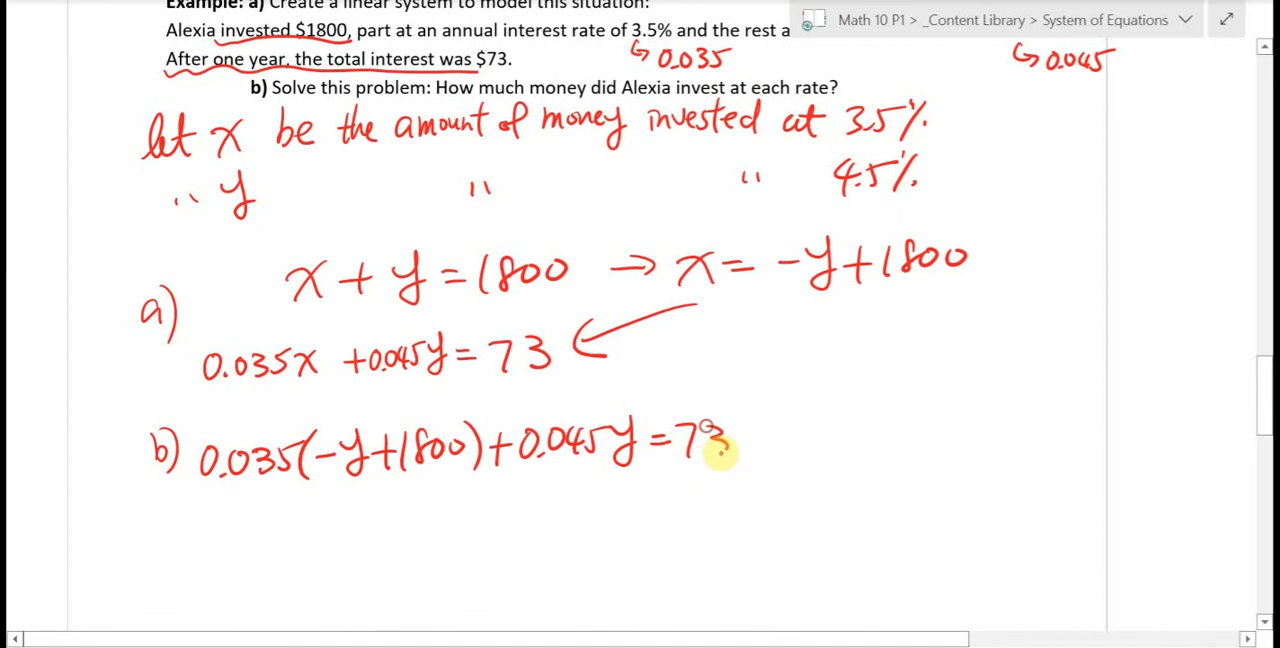 Example: a) Create a linear system to model this situation:
Math 10 P1 > _Content Library > System of Equations
Alexia invested $1800, part at an annual interest rate of 3.5% and the rest a
After one year, the total interest was $73.
↳ 0.035
↳ 0.045
b) Solve this problem: How much money did Alexia invest at each rate?
let x be the amount of money invested at 3.5%.
" y " " 4.5%.
a)
x + y = 1800 → x = -y + 1800
0.035x + 0.045y = 73
b) 0.035(-y+1800) + 0.045y = 73